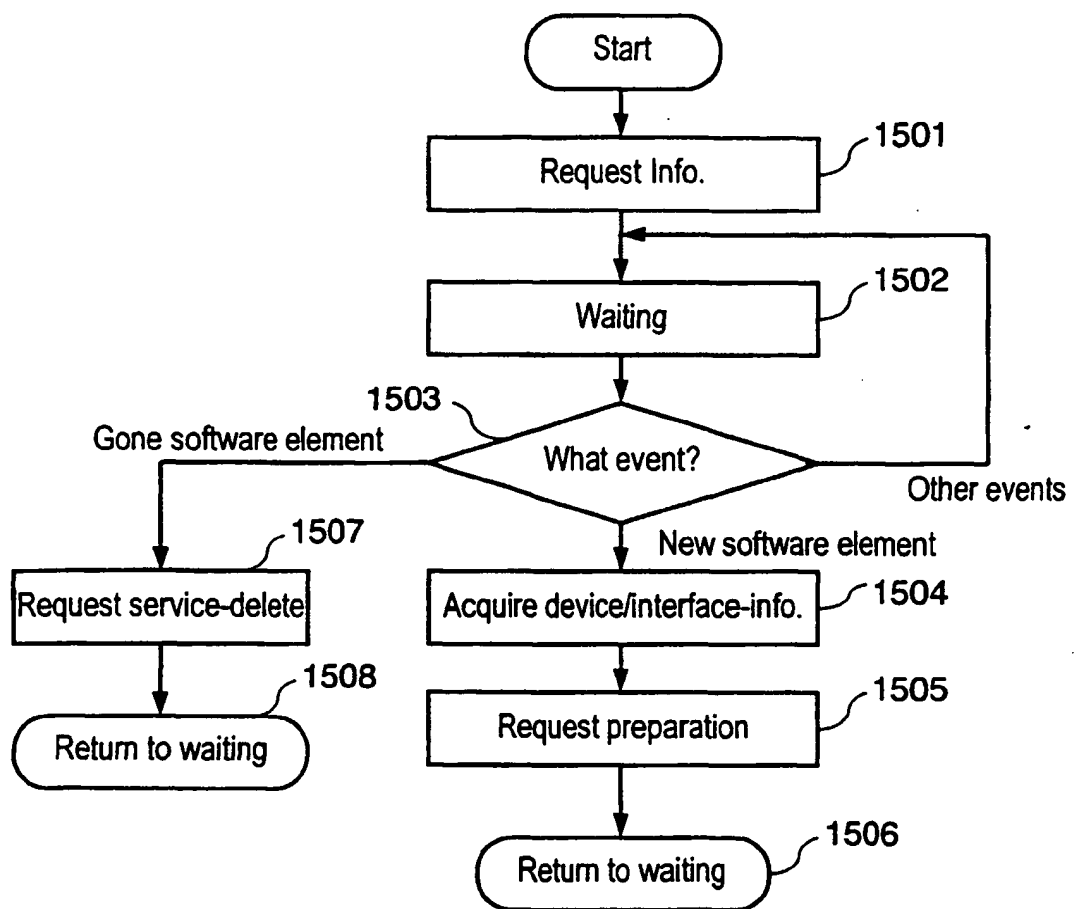 Start
1501
Request Info.
1502
Waiting
1503
Gone software element
What event?
Other events
1507
New software element
Request service-delete
Acquire device/interface-info.
1504
1508
1505
Return to waiting
Request preparation
1506
Return to waiting